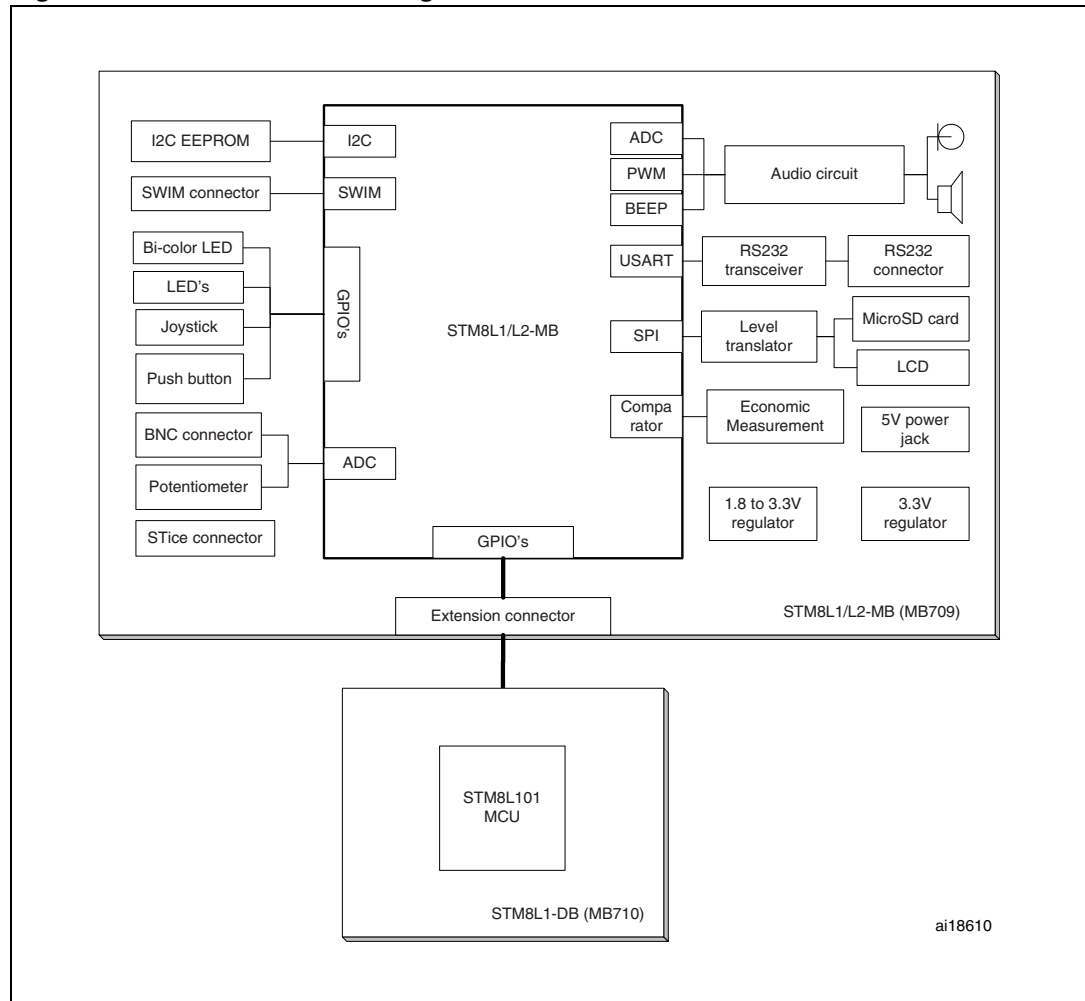 I2C EEPROM
I2C
SWIM connector
SWIM
Bi-color LED
LED's
Joystick
Push button
GPIO's
BNC connector
Potentiometer
ADC
STice connector
STM8L1/L2-MB
ADC
PWM
BEEP
Audio circuit
USART
RS232
transceiver
RS232
connector
SPI
Level
translator
MicroSD card
LCD
Compa
rator
Economic
Measurement
5V power
jack
1.8 to 3.3V
regulator
3.3V
regulator
GPIO's
Extension connector
STM8L1/L2-MB (MB709)
STM8L101
MCU
STM8L1-DB (MB710)
ai18610